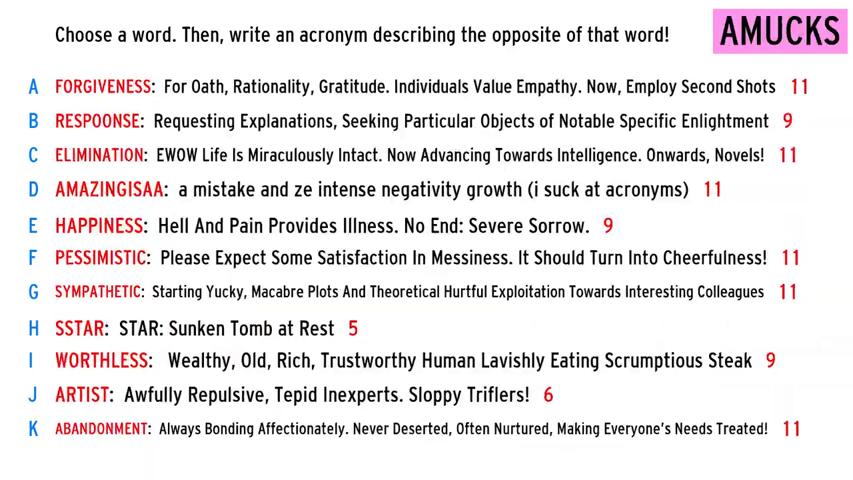 Choose a word. Then, write an acronym describing the opposite of that word! AMUCKS
A FORGIVENESS: For Oath, Rationality, Gratitude. Individuals Value Empathy. Now, Employ Second Shots 11
B RESPOONSE: Requesting Explanations, Seeking Particular Objects of Notable Specific Enlightment 9
C ELIMINATION: EWOW Life Is Miraculously Intact. Now Advancing Towards Intelligence. Onwards, Novels! 11
D AMAZINGISAA: a mistake and ze intense negativity growth (i suck at acronyms) 11
E HAPPINESS: Hell And Pain Provides Illness. No End: Severe Sorrow. 9
F PESSIMISTIC: Please Expect Some Satisfaction In Messiness. It Should Turn Into Cheerfulness! 11
G SYMPATHETIC: Starting Yucky, Macabre Plots And Theoretical Hurtful Exploitation Towards Interesting Colleagues 11
H SSTAR: STAR: Sunken Tomb at Rest 5
I WORTHLESS: Wealthy, Old, Rich, Trustworthy Human Lavishly Eating Scrumptious Steak 9
J ARTIST: Awfully Repulsive, Tepid Inexperts. Sloppy Triflers! 6
K ABANDONMENT: Always Bonding Affectionately. Never Deserted, Often Nurtured, Making Everyone's Needs Treated! 11